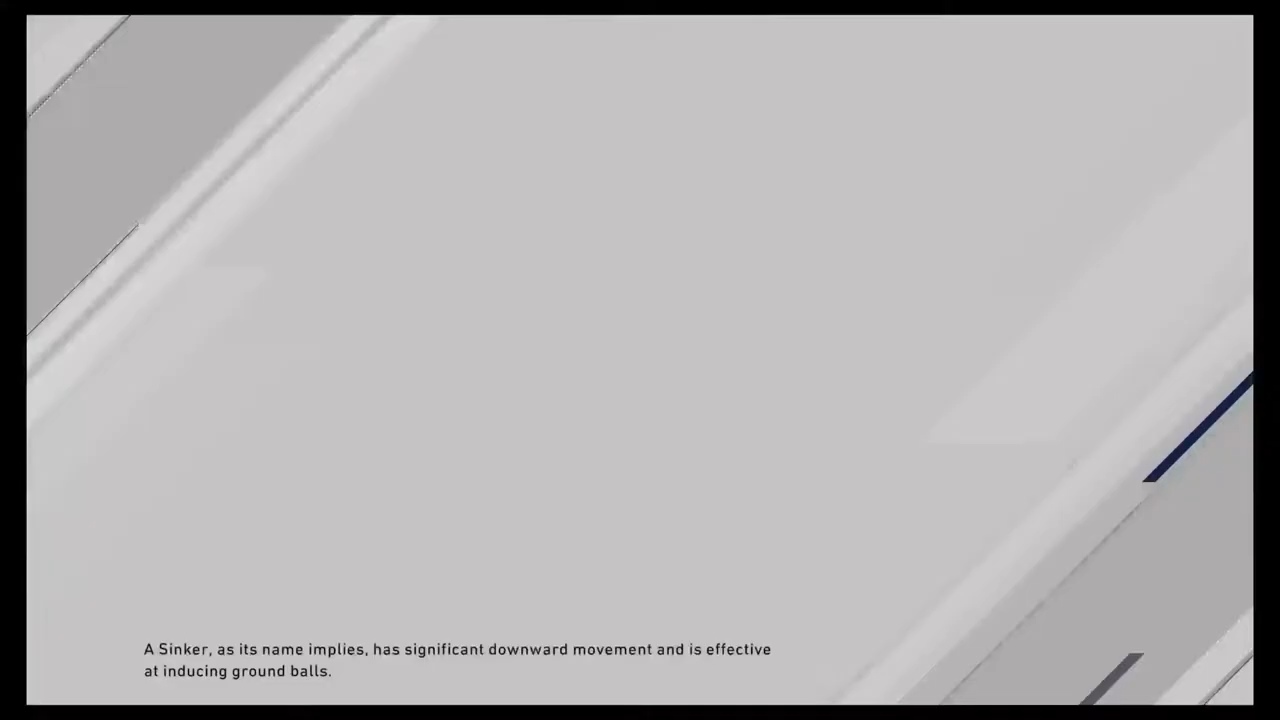 A Sinker, as its name implies, has significant downward movement and is effective
at inducing ground balls.